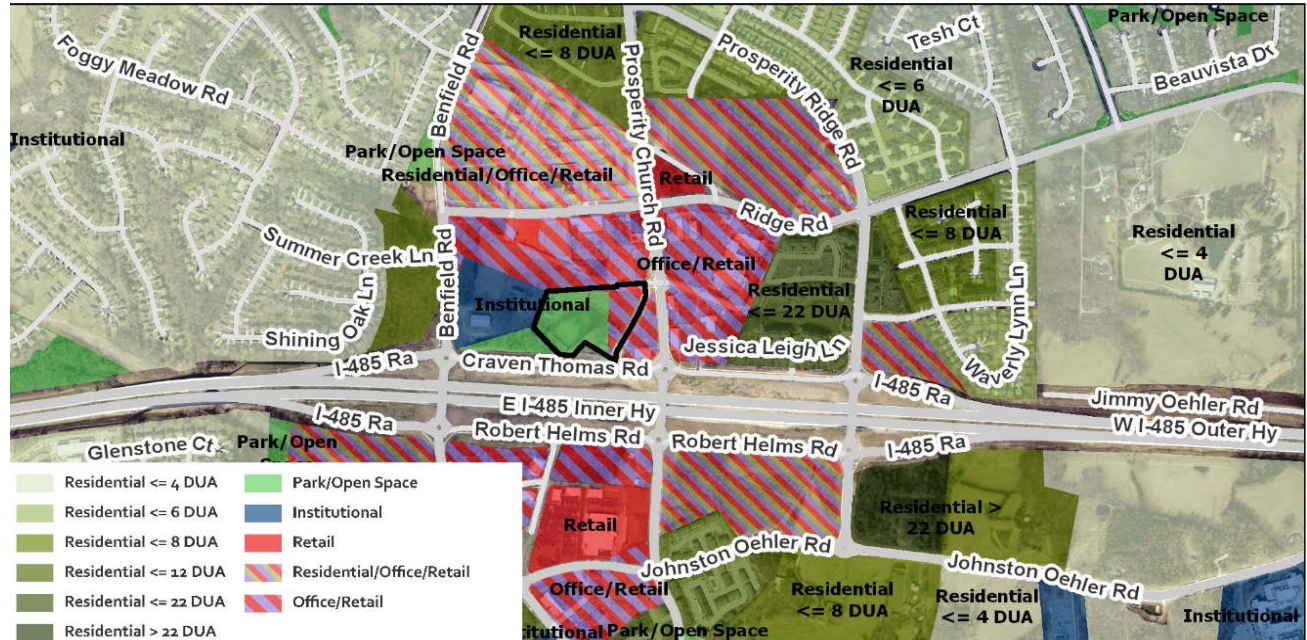 Foggy Meadow Rd
Benfield Rd
Residential
<= 8 DUA
Prosperity Church Rd
Prosperity Ridge Rd
Tesh Ct
Park/Open Space
Beauvista Dr
Residential
<= 6
DUA
Institutional
Benfield Rd
Park/Open Space
Residential/Office/Retail
Retail
Ridge Rd
Residential
<= 8 DUA
Residential
<= 4
DUA
Summer Creek Ln
Benfield Rd
Office/Retail
Institutional
Residential
<= 22 DUA
Shining Oak Ln
Waverly Lynn Ln
I-485 Ra
Craven Thomas Rd
Jessica Leigh Ln
I-485 Ra
Jimmy Oehler Rd
E I-485 Inner Hy
W I-485 Outer Hy
I-485 Ra
Robert Helms Rd
Robert Helms Rd
I-485 Ra
Glenstone Ct
Park/Open
Retail
Residential >
22 DUA
Johnston Oehler Rd
Johnston Oehler Rd
Office/Retail
Residential
<= 8 DUA
Residential
<= 4 DUA
Institutional
Park/Open Space
Residential <= 4 DUA
Residential <= 6 DUA
Residential <= 8 DUA
Residential <= 12 DUA
Residential <= 22 DUA
Residential > 22 DUA
Park/Open Space
Institutional
Retail
Residential/Office/Retail
Office/Retail